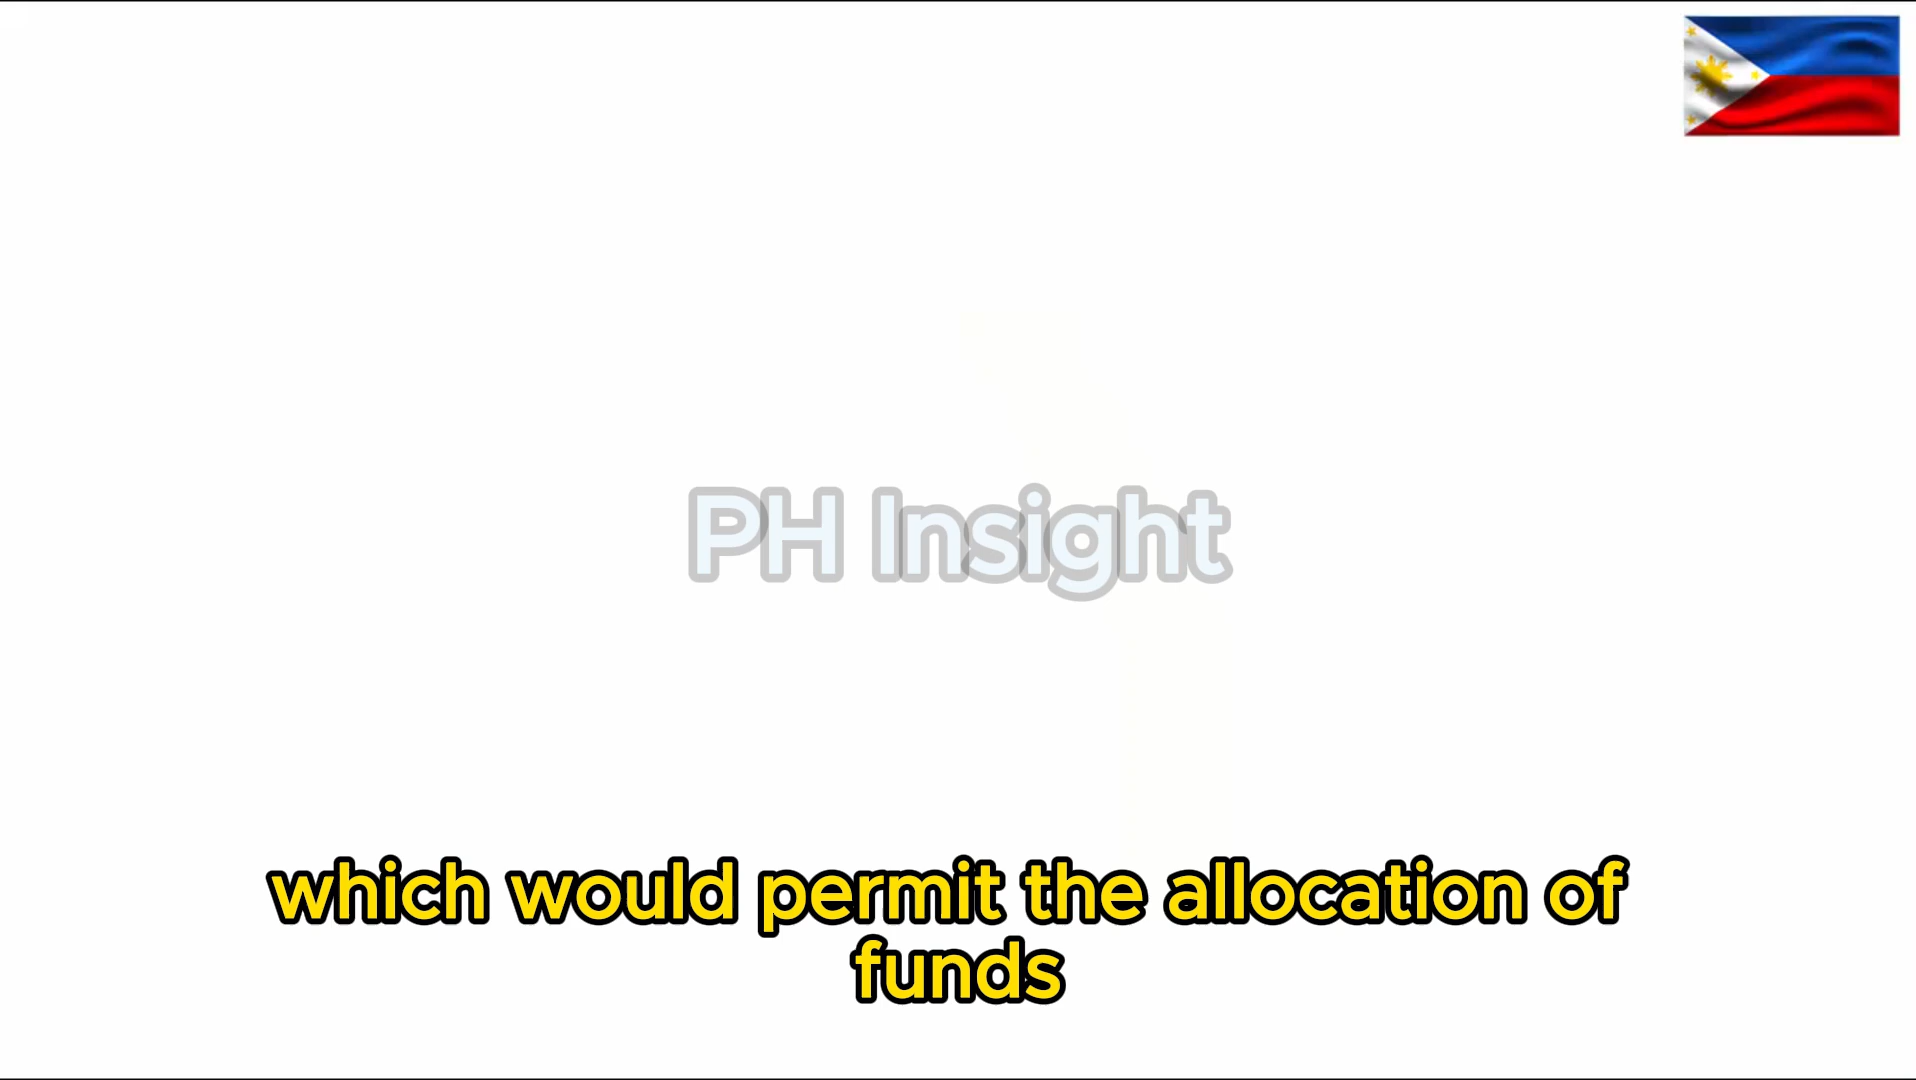 PH Insight
which would permit the allocation of
funds